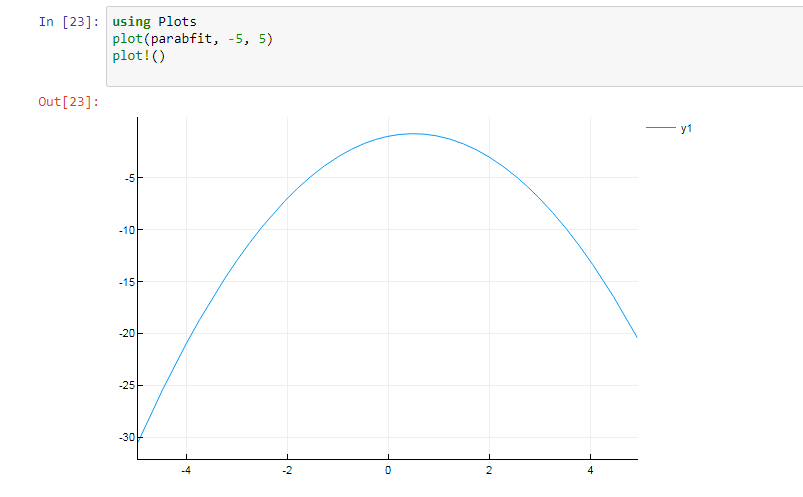 In [23]: using Plots
plot(parabfit, -5, 5)
plot!()
Out[23]:
y1
-5
-10
-15
-20
-25
-30
-4 -2 0 2 4